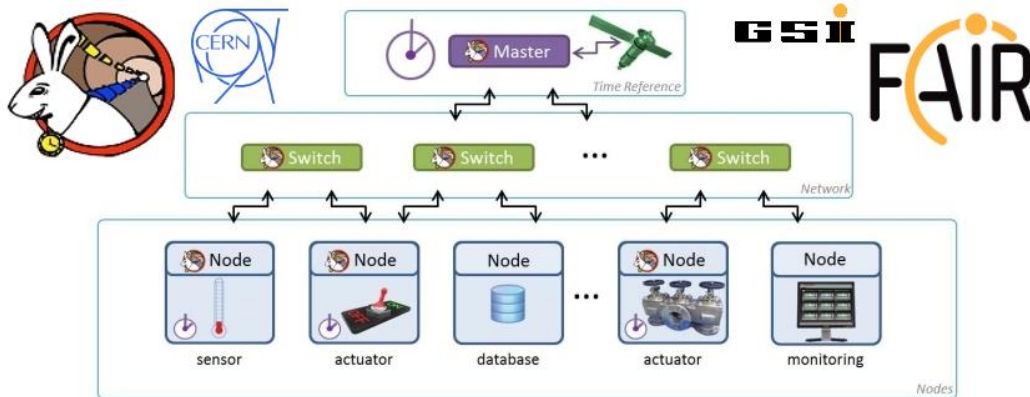 CERN
GSI
FAIR
Master
Time Reference
Switch
Switch
...
Switch
Network
Node
Node
Node
...
Node
Node
OFF
sensor
actuator
database
actuator
monitoring
Nodes